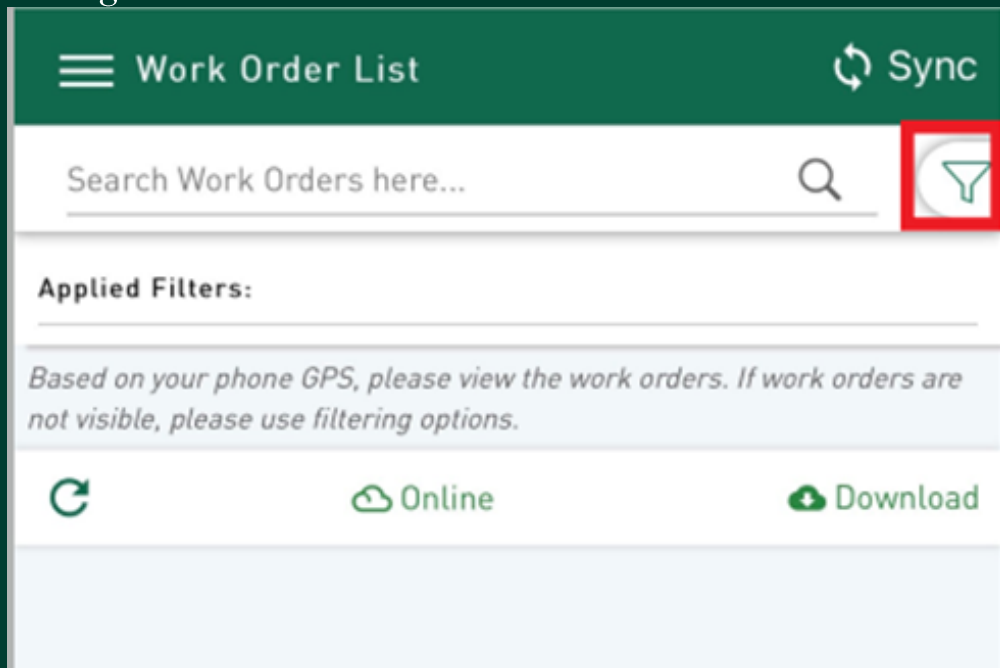 Work Order List
Sync
Search Work Orders here...
Applied Filters:
Based on your phone GPS, please view the work orders. If work orders are
not visible, please use filtering options.
Online
Download